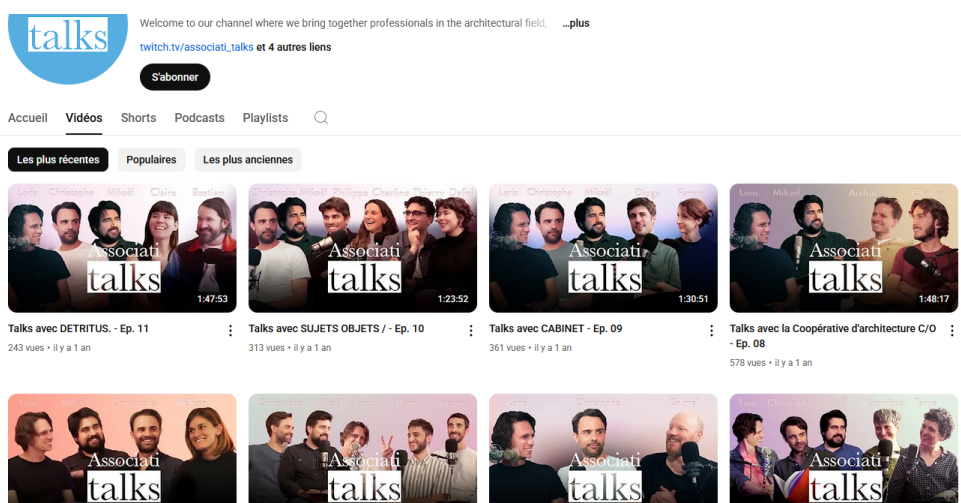 talks
Welcome to our channel where we bring together professionals in the architectural field, ...plus
twitch.tv/associati_talks et 4 autres liens
S'abonner
Accueil Vidéos Shorts Podcasts Playlists
Les plus récentes Populaires Les plus anciennes
Loris Christophe Mikaël Claire Bastien
Associati
talks
1:47:53
Christophe Mikaël Philippe Charline Thierry
Associati
talks
1:23:52
Loris Christophe Mikaël Diogo Fanny
Associati
talks
1:30:51
Loris Mikaël Arthur Charles
Associati
talks
1:48:17
Talks avec DETRITUS. - Ep. 11
243 vues • il y a 1 an
Talks avec SUJETS OBJETS / - Ep. 10
313 vues • il y a 1 an
Talks avec CABINET - Ep. 09
361 vues • il y a 1 an
Talks avec la Coopérative d'architecture C/O
- Ep. 08
578 vues • il y a 1 an
Associati
talks
Associati
talks
Associati
talks
Associati
talks